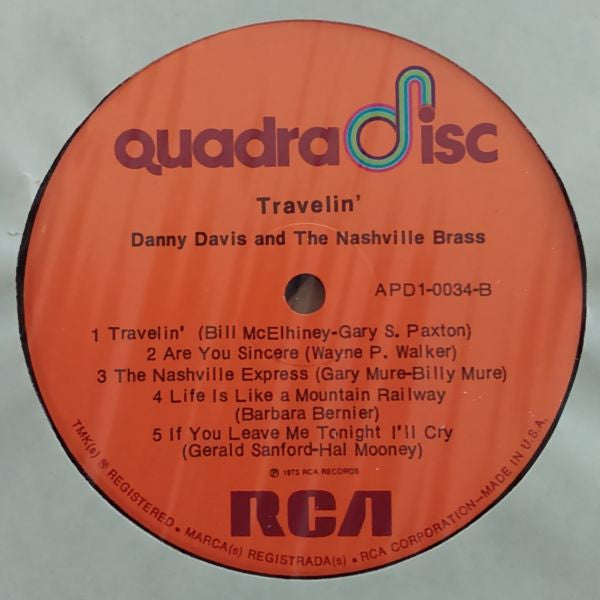 quadradisc
Travelin'
Danny Davis and The Nashville Brass
APD1-0034-B
1 Travelin' (Bill McElhiney-Gary S. Paxton)
2 Are You Sincere (Wayne P. Walker)
3 The Nashville Express (Gary Mure-Billy Mure)
4 Life Is Like a Mountain Railway
(Barbara Bernier)
5 If You Leave Me Tonight I'll Cry
(Gerald Sanford-Hal Mooney)
℗ 1973 RCA RECORDS
RCA
TMK(s) ® REGISTERED • MARCA(s) REGISTRADA(s) • RCA CORPORATION—MADE IN U.S.A.